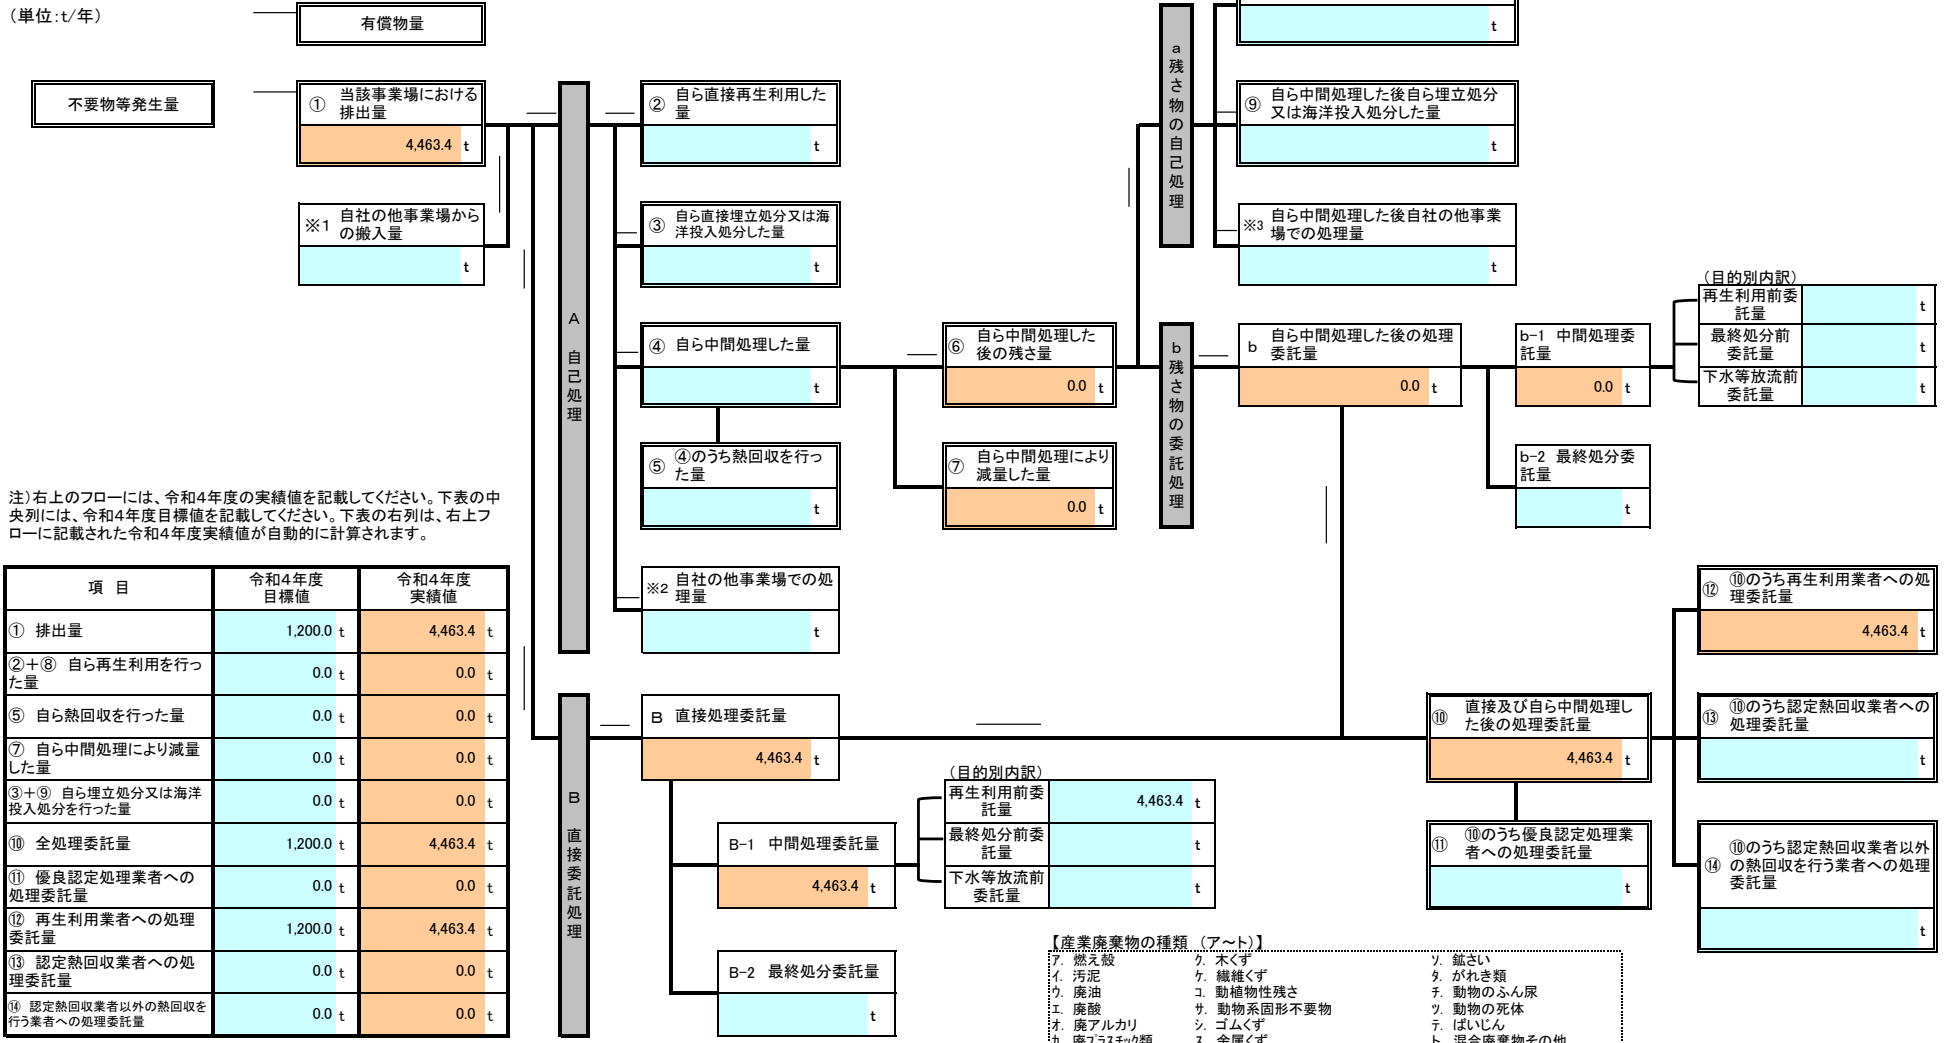 （単位：t/年）
有償物量
t
不要物等発生量
① 当該事業場における
排出量
4,463.4 t
② 自ら直接再生利用した
量
t
⑨ 自ら中間処理した後自ら埋立処分
又は海洋投入処分した量
t
a 残さ物の自己処理
※1 自社の他事業場から
の搬入量
t
③ 自ら直接埋立処分又は海
洋投入処分した量
t
※3 自ら中間処理した後自社の他事業
場での処理量
t
A 自己処理
④ 自ら中間処理した量
t
⑥ 自ら中間処理した
後の残さ量
0.0 t
b 残さ物の委託処理
b 自ら中間処理した後の処理
委託量
0.0 t
b-1 中間処理委
託量
0.0 t
（目的別内訳）
再生利用前委
託量
t
最終処分前
委託量
t
下水等放流前
委託量
t
⑤ ④のうち熱回収を行っ
た量
t
⑦ 自ら中間処理により
減量した量
0.0 t
b-2 最終処分委
託量
t
注）右上のフローには、令和４年度の実績値を記載してください。下表の中
央列には、令和４年度目標値を記載してください。下表の右列は、右上フ
ローに記載された令和４年度実績値が自動的に計算されます。
※2 自社の他事業場での処
理量
t
項 目 令和４年度
目標値 令和４年度
実績値
① 排出量 1,200.0 t 4,463.4 t
②＋⑧ 自ら再生利用を行っ
た量 0.0 t 0.0 t
⑤ 自ら熱回収を行った量 0.0 t 0.0 t
⑦ 自ら中間処理により減量
した量 0.0 t 0.0 t
③＋⑨ 自ら埋立処分又は海洋
投入処分を行った量 0.0 t 0.0 t
⑩ 全処理委託量 1,200.0 t 4,463.4 t
⑪ 優良認定処理業者への
処理委託量 0.0 t 0.0 t
⑫ 再生利用業者への処理
委託量 1,200.0 t 4,463.4 t
⑬ 認定熱回収業者への処
理委託量 0.0 t 0.0 t
⑭ 認定熱回収業者以外の熱回収を
行う業者への処理委託量 0.0 t 0.0 t
B 直接委託処理
B 直接処理委託量
4,463.4 t
B-1 中間処理委託量
4,463.4 t
B-2 最終処分委託量
t
（目的別内訳）
再生利用前委
託量
4,463.4 t
最終処分前委
託量
t
下水等放流前
委託量
t
⑩ 直接及び自ら中間処理し
た後の処理委託量
4,463.4 t
⑪ ⑩のうち優良認定処理業
者への処理委託量
t
⑫ ⑩のうち再生利用業者への処
理委託量
4,463.4 t
⑬ ⑩のうち認定熱回収業者への
処理委託量
t
⑭ ⑩のうち認定熱回収業者以外
の熱回収を行う業者への処理
委託量
t
【産業廃棄物の種類 （ア～ト）】
ア. 燃え殻 ク. 木くず ソ. 鉱さい
イ. 汚泥 ケ. 繊維くず タ. がれき類
ウ. 廃油 コ. 動植物性残さ チ. 動物のふん尿
エ. 廃酸 サ. 動物系固形不要物 ツ. 動物の死体
オ. 廃アルカリ シ. ゴムくず テ. ばいじん
カ. 廃プラスチック類 ス. 金属くず ト. 混合廃棄物その他